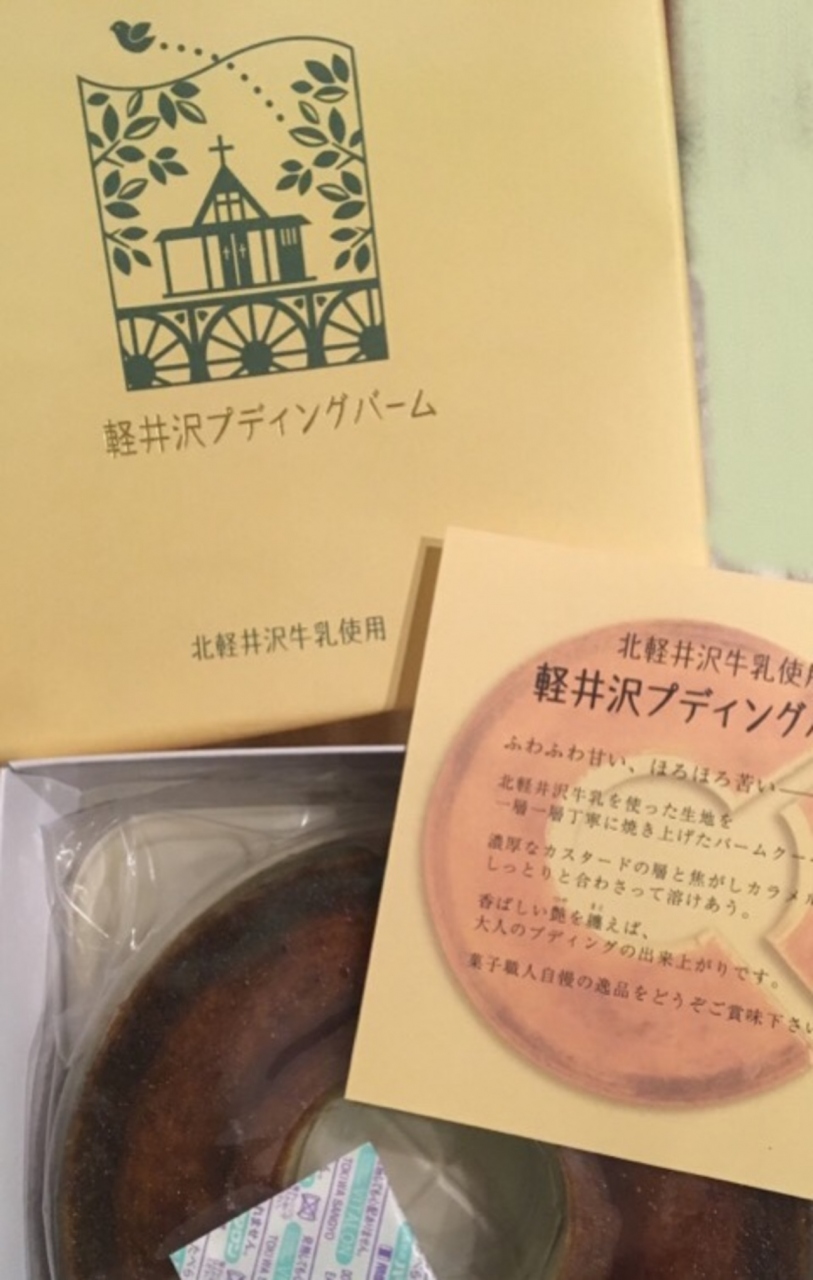 軽井沢プディングバーム
北軽井沢牛乳使用
北軽井沢牛乳使用
軽井沢プディング
ふわふわ甘い、ほろほろ苦い——
北軽井沢牛乳を使った生地を
一層一層丁寧に焼き上げたバームクー
濃厚なカスタードの層と焦がしカラメル
しっとりと合わさって溶けあう。
香ばしい艶を纏えば、
大人のプディングの出来上がりです。
菓子職人自慢の逸品をどうぞご賞味下さい
TOKIWA SANGYO
VITALON